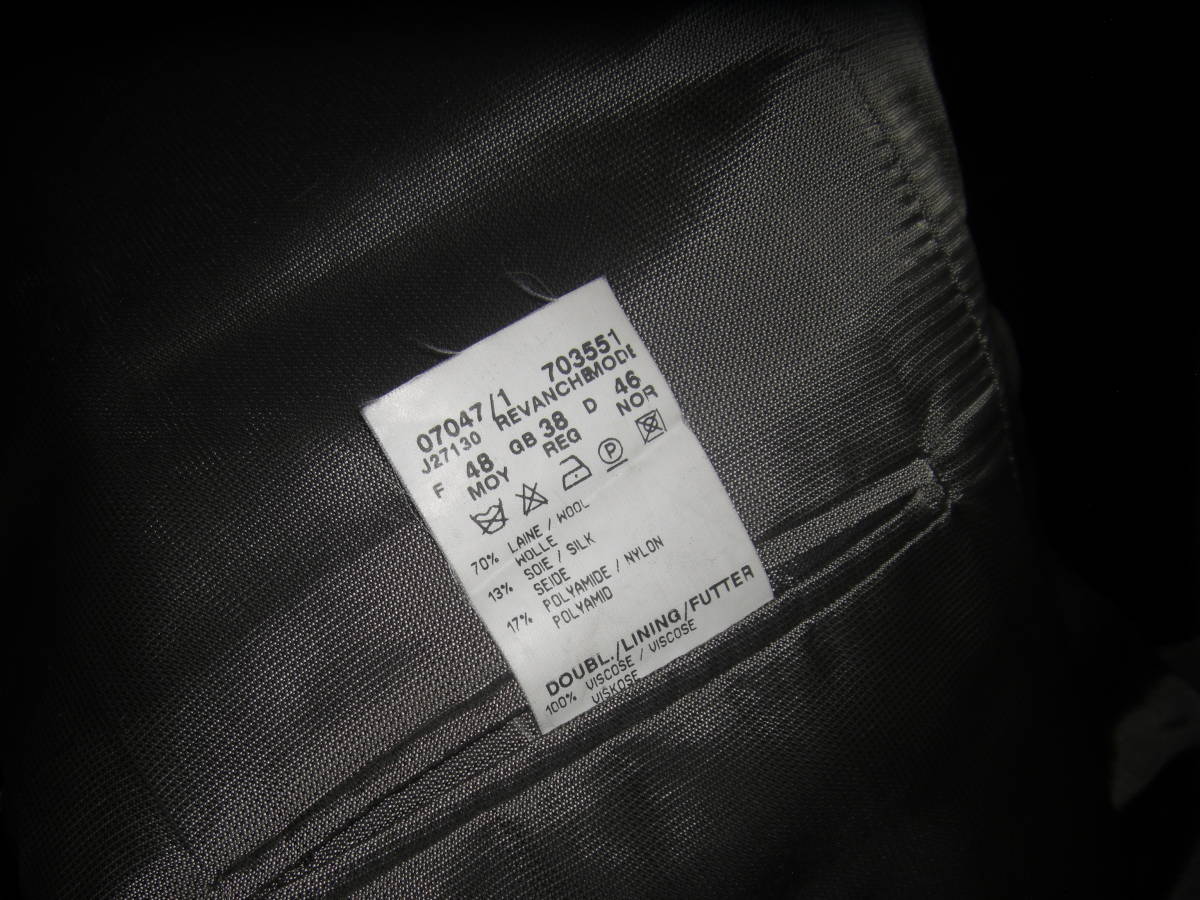 07047/1 703551
J27130 REVANCHEMODE
F 48 GB 38 D 46
MOY REG NOR
P
70% LAINE / WOOL
WOLLE
13% SOIE / SILK
SEIDE
17% POLYAMIDE / NYLON
POLYAMID
DOUBL./LINING/FUTTER
100% VISCOSE / VISCOSE
VISKOSE